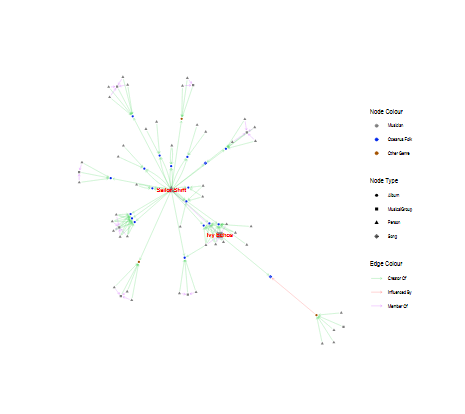 Sailor Shift
Ivy Echoes
Node Colour
Musician
Oceanus Folk
Other Genre
Node Type
Album
MusicalGroup
Person
Song
Edge Colour
Creator Of
Influenced By
Member Of